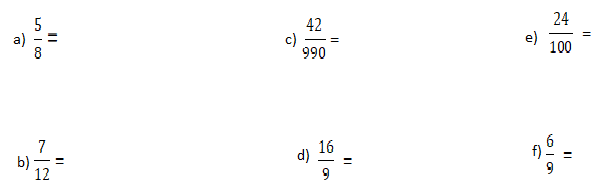 a) 5/8 = c) 42/990 = e) 24/100 =
b) 7/12 = d) 16/9 = f) 6/9 =